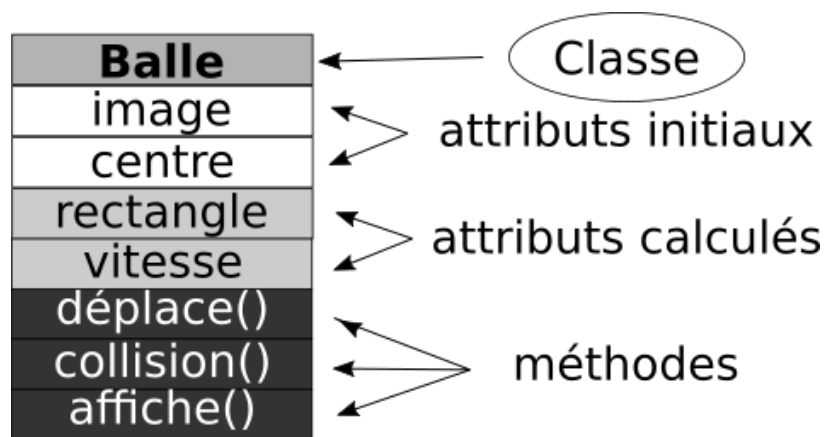 Balle
Classe
image
centre
attributs initiaux
rectangle
vitesse
attributs calculés
déplace()
collision()
affiche()
méthodes